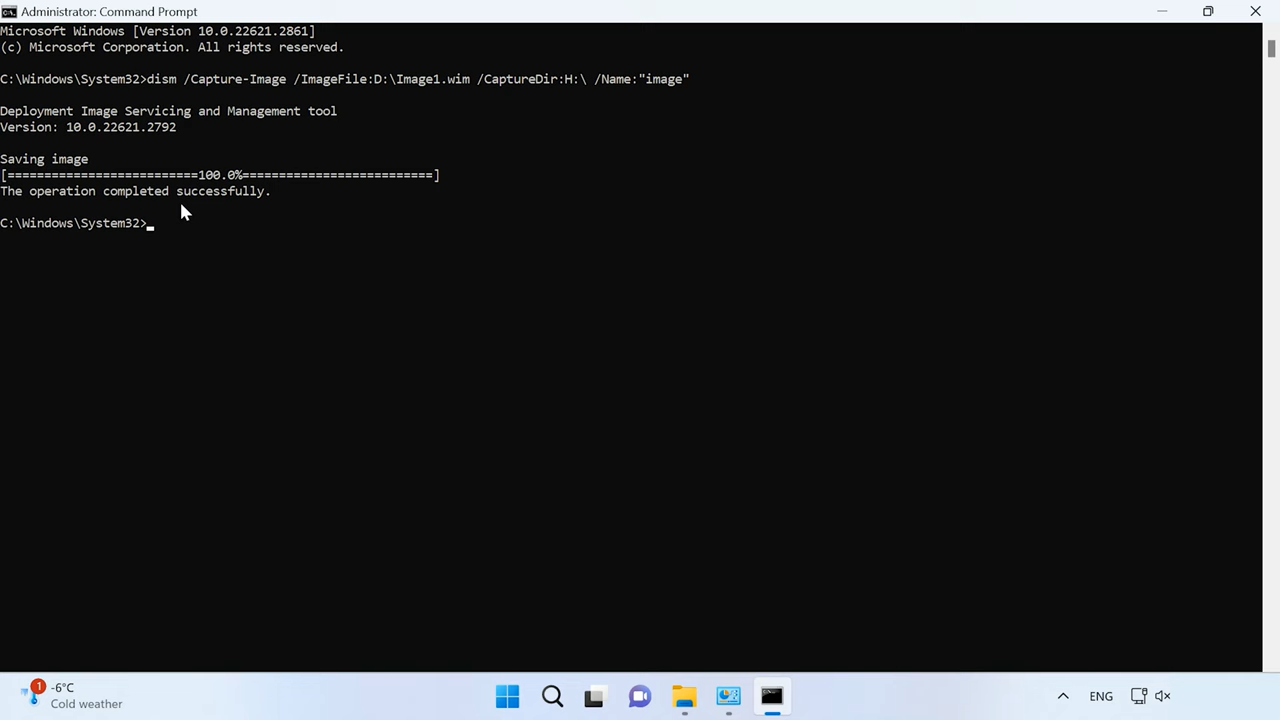 Administrator: Command Prompt
Microsoft Windows [Version 10.0.22621.2861]
(c) Microsoft Corporation. All rights reserved.
C:\Windows\System32>dism /Capture-Image /ImageFile:D:\Image1.wim /CaptureDir:H:\ /Name:"image"
Deployment Image Servicing and Management tool
Version: 10.0.22621.2792
Saving image
[==========================100.0%==========================]
The operation completed successfully.
C:\Windows\System32>
1
-6°C
Cold weather
ENG